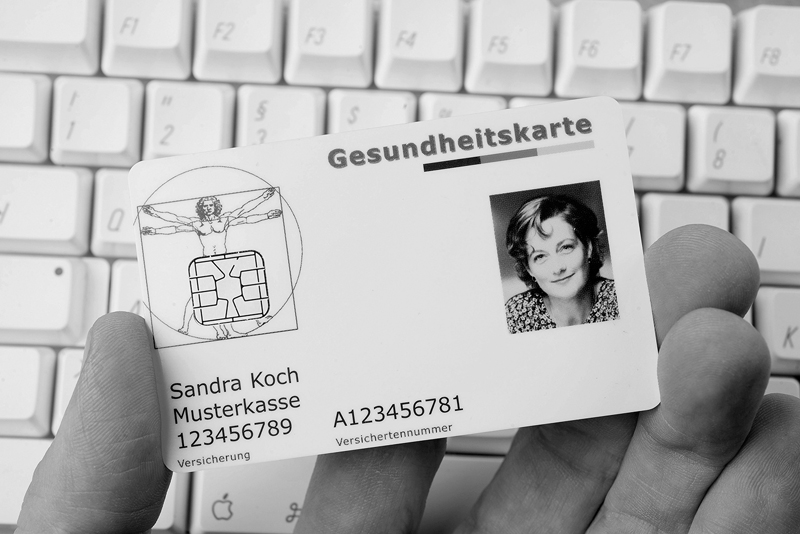 F1 F2 F3 F4 F5 F6 F7 F8
! " § $ / (
1 2 3 8
Q
K
Gesundheitskarte
Sandra Koch
Musterkasse
123456789
Versicherung
A123456781
Versichertennummer